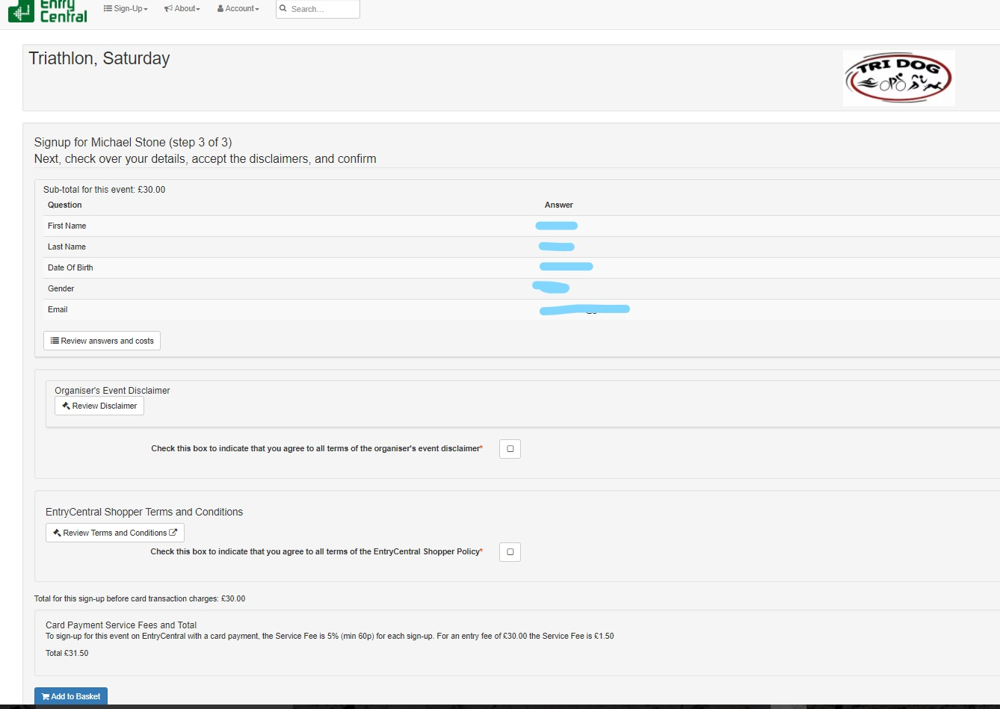 Entry
Central
Sign-Up
About
Account
Search...
Triathlon, Saturday
TRI DOG
Signup for Michael Stone (step 3 of 3)
Next, check over your details, accept the disclaimers, and confirm
Sub-total for this event: £30.00
Question Answer
First Name
Last Name
Date Of Birth
Gender
Email
Review answers and costs
Organiser's Event Disclaimer
Review Disclaimer
Check this box to indicate that you agree to all terms of the organiser's event disclaimer*
EntryCentral Shopper Terms and Conditions
Review Terms and Conditions
Check this box to indicate that you agree to all terms of the EntryCentral Shopper Policy*
Total for this sign-up before card transaction charges: £30.00
Card Payment Service Fees and Total
To sign-up for this event on EntryCentral with a card payment, the Service Fee is 5% (min 60p) for each sign-up. For an entry fee of £30.00 the Service Fee is £1.50
Total £31.50
Add to Basket